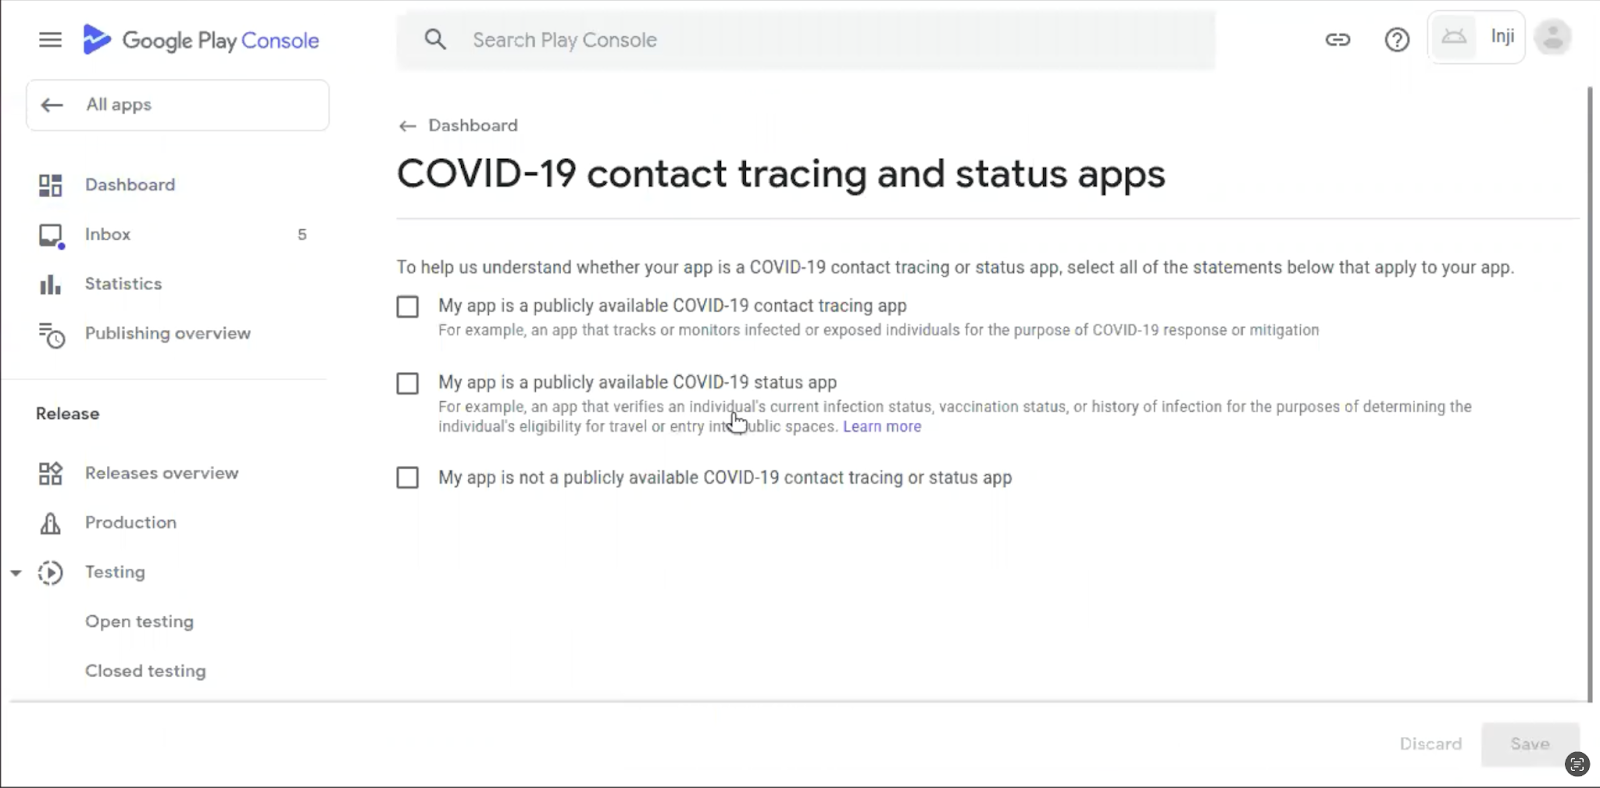 Google Play Console
Search Play Console
Inji
All apps
Dashboard
Inbox 5
Statistics
Publishing overview
Release
Releases overview
Production
Testing
Open testing
Closed testing
Dashboard
COVID-19 contact tracing and status apps
To help us understand whether your app is a COVID-19 contact tracing or status app, select all of the statements below that apply to your app.
My app is a publicly available COVID-19 contact tracing app
For example, an app that tracks or monitors infected or exposed individuals for the purpose of COVID-19 response or mitigation
My app is a publicly available COVID-19 status app
For example, an app that verifies an individual's current infection status, vaccination status, or history of infection for the purposes of determining the
individual's eligibility for travel or entry into public spaces. Learn more
My app is not a publicly available COVID-19 contact tracing or status app
Discard
Save